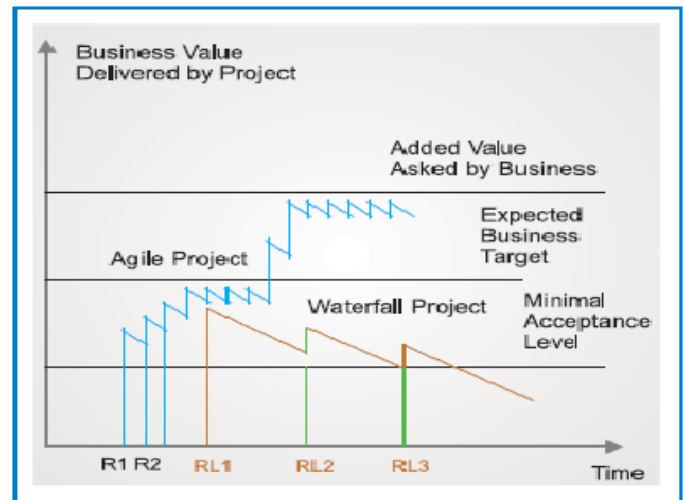 Business Value
Delivered by Project
Added Value
Asked by Business
Expected
Business
Target
Agile Project
Waterfall Project
Minimal
Acceptance
Level
R1 R2 RL1 RL2 RL3
Time